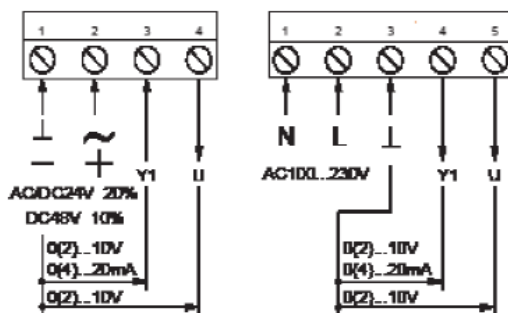 1 2 3 4
⊥ ~
− +
Y1 U
AC/DC24V 20%
DC48V 10%
0(2)...10V
0(4)...20mA
0(2)...10V
1 2 3 4 5
N L ⊥
AC100...230V
Y1 U
0(2)...10V
0(4)...20mA
0(2)...10V